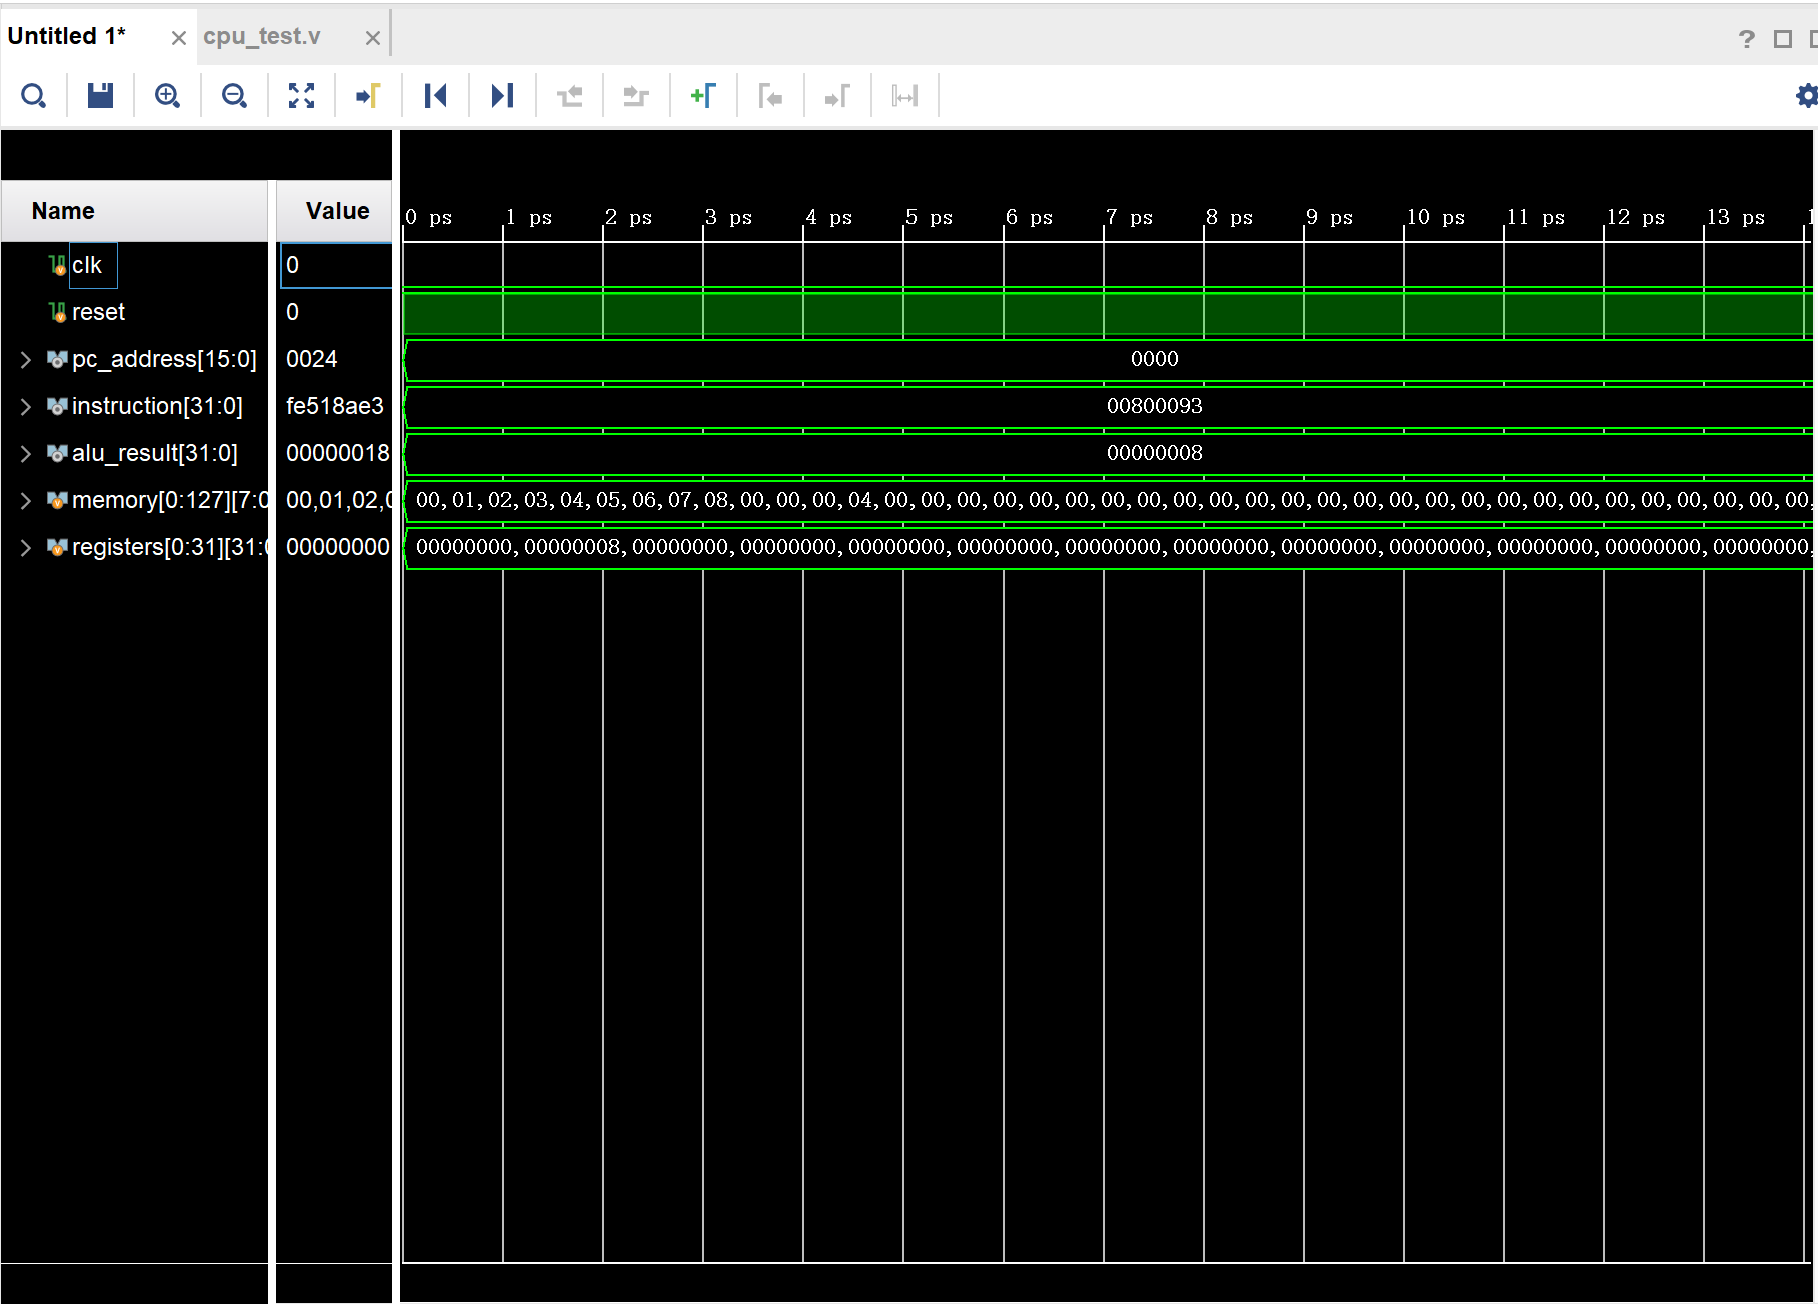 Untitled 1* cpu_test.v ?
Name Value 0 ps 1 ps 2 ps 3 ps 4 ps 5 ps 6 ps 7 ps 8 ps 9 ps 10 ps 11 ps 12 ps 13 ps 1
clk 0
reset 0
pc_address[15:0] 0024 0000
instruction[31:0] fe518ae3 00800093
alu_result[31:0] 00000018 00000008
memory[0:127][7:0 00,01,02,0 00,01,02,03,04,05,06,07,08,00,00,00,04,00,00,00,00,00,00,00,00,00,00,00,00,00,00,00,00,00,00,00,00,00,00,00,00,00,00,
registers[0:31][31:0 00000000 00000000,00000008,00000000,00000000,00000000,00000000,00000000,00000000,00000000,00000000,00000000,00000000,00000000,